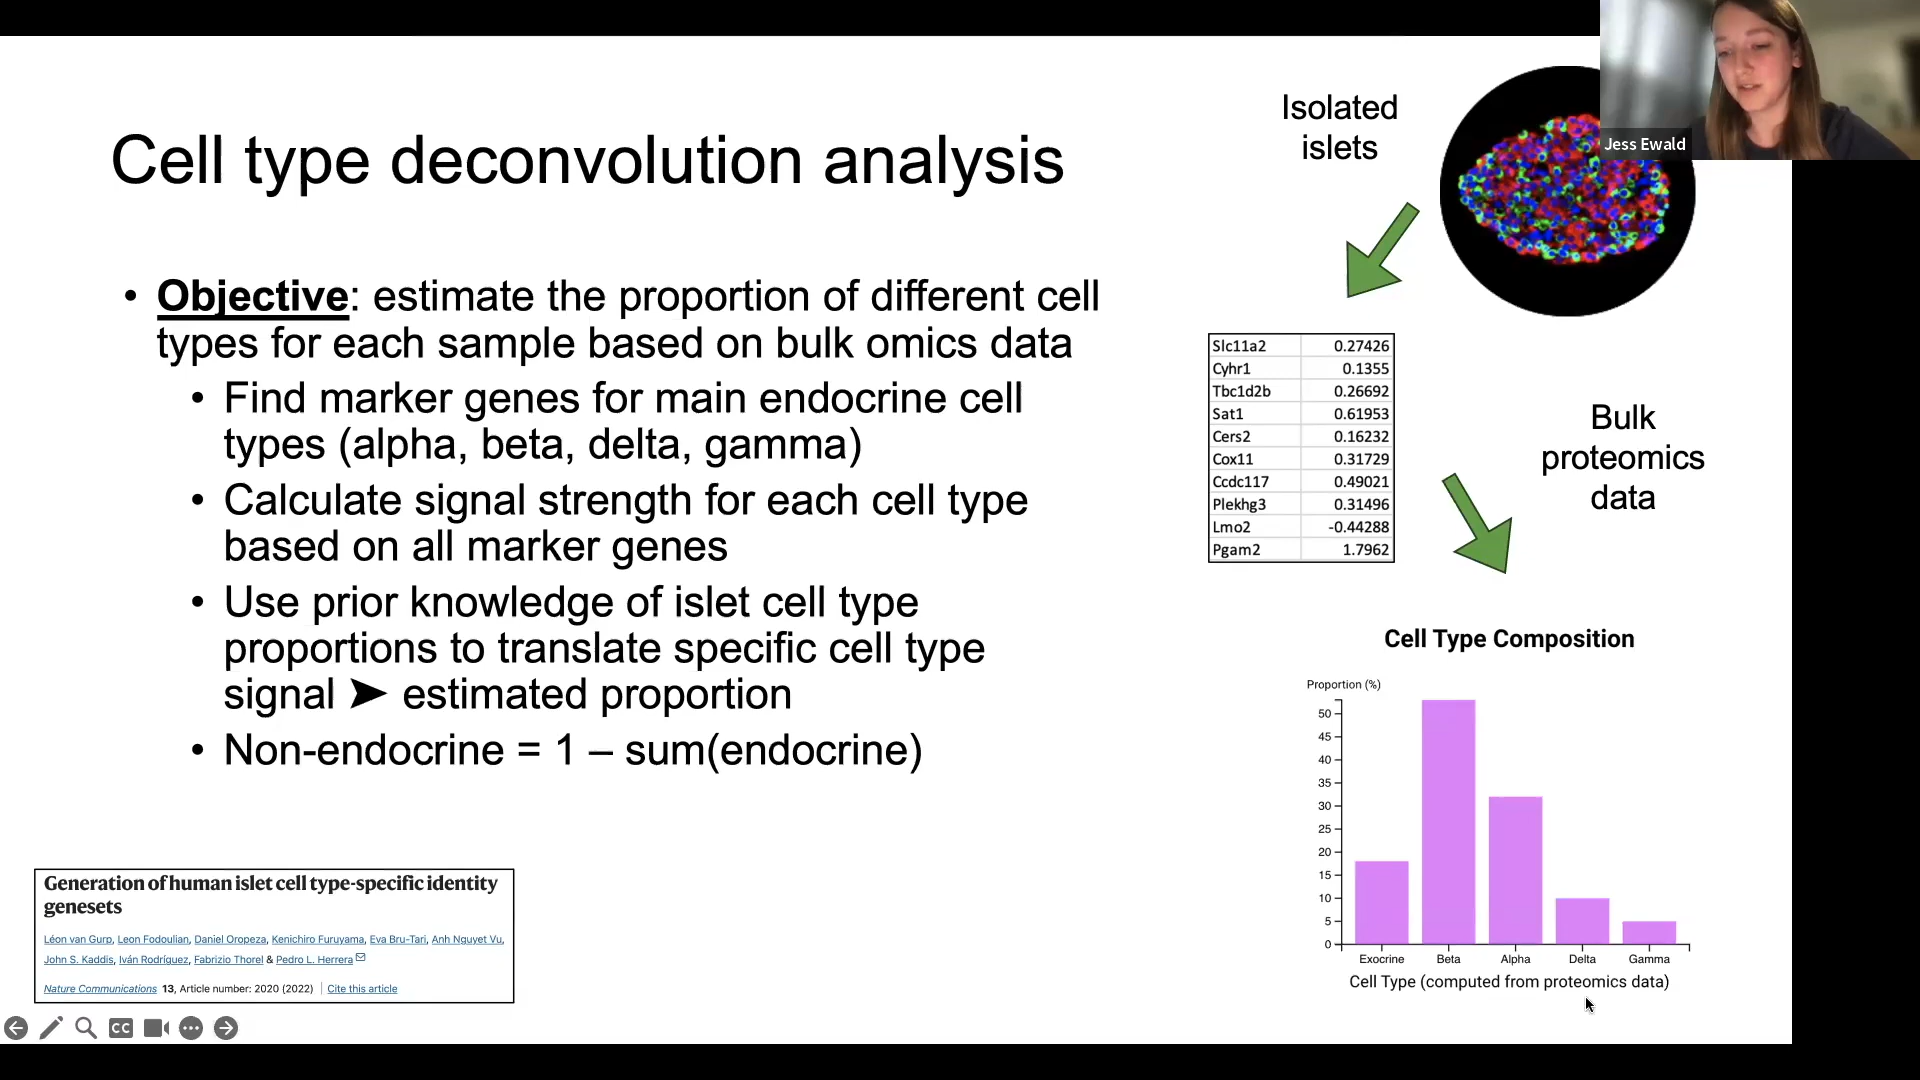 Jess Ewald
Cell type deconvolution analysis
• Objective: estimate the proportion of different cell
types for each sample based on bulk omics data
• Find marker genes for main endocrine cell
types (alpha, beta, delta, gamma)
• Calculate signal strength for each cell type
based on all marker genes
• Use prior knowledge of islet cell type
proportions to translate specific cell type
signal ➤ estimated proportion
• Non-endocrine = 1 – sum(endocrine)
Generation of human islet cell type-specific identity
genesets
Léon van Gurp, Leon Fodoulian, Daniel Oropeza, Kenichiro Furuyama, Eva Bru-Tari, Anh Nguyet Vu,
John S. Kaddis, Iván Rodríguez, Fabrizio Thorel & Pedro L. Herrera
Nature Communications 13, Article number: 2020 (2022) | Cite this article
CC
Isolated
islets
Slc11a2 0.27426
Cyhr1 0.1355
Tbc1d2b 0.26692
Sat1 0.61953
Cers2 0.16232
Cox11 0.31729
Ccdc117 0.49021
Plekhg3 0.31496
Lmo2 -0.44288
Pgam2 1.7962
Bulk
proteomics
data
Cell Type Composition
Proportion (%)
50
45
40
35
30
25
20
15
10
5
0
Exocrine Beta Alpha Delta Gamma
Cell Type (computed from proteomics data)